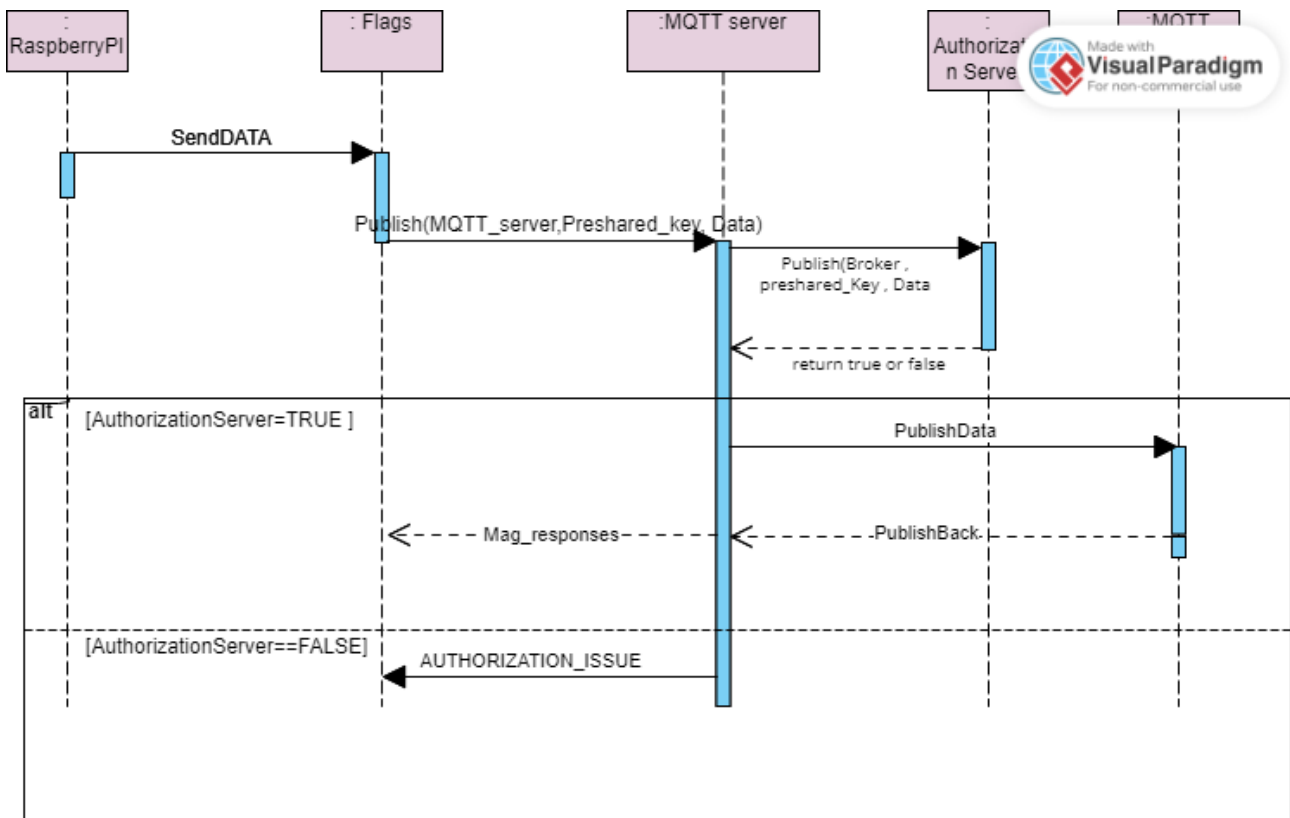 :
RaspberryPI
: Flags
:MQTT server
:
Authorizati
n Serve
:MQTT
Made with
Visual Paradigm
For non-commercial use
SendDATA
Publish(MQTT_server,Preshared_key, Data)
Publish(Broker ,
preshared_Key , Data
return true or false
alt
[AuthorizationServer=TRUE ]
PublishData
Mag_responses
PublishBack
[AuthorizationServer==FALSE]
AUTHORIZATION_ISSUE